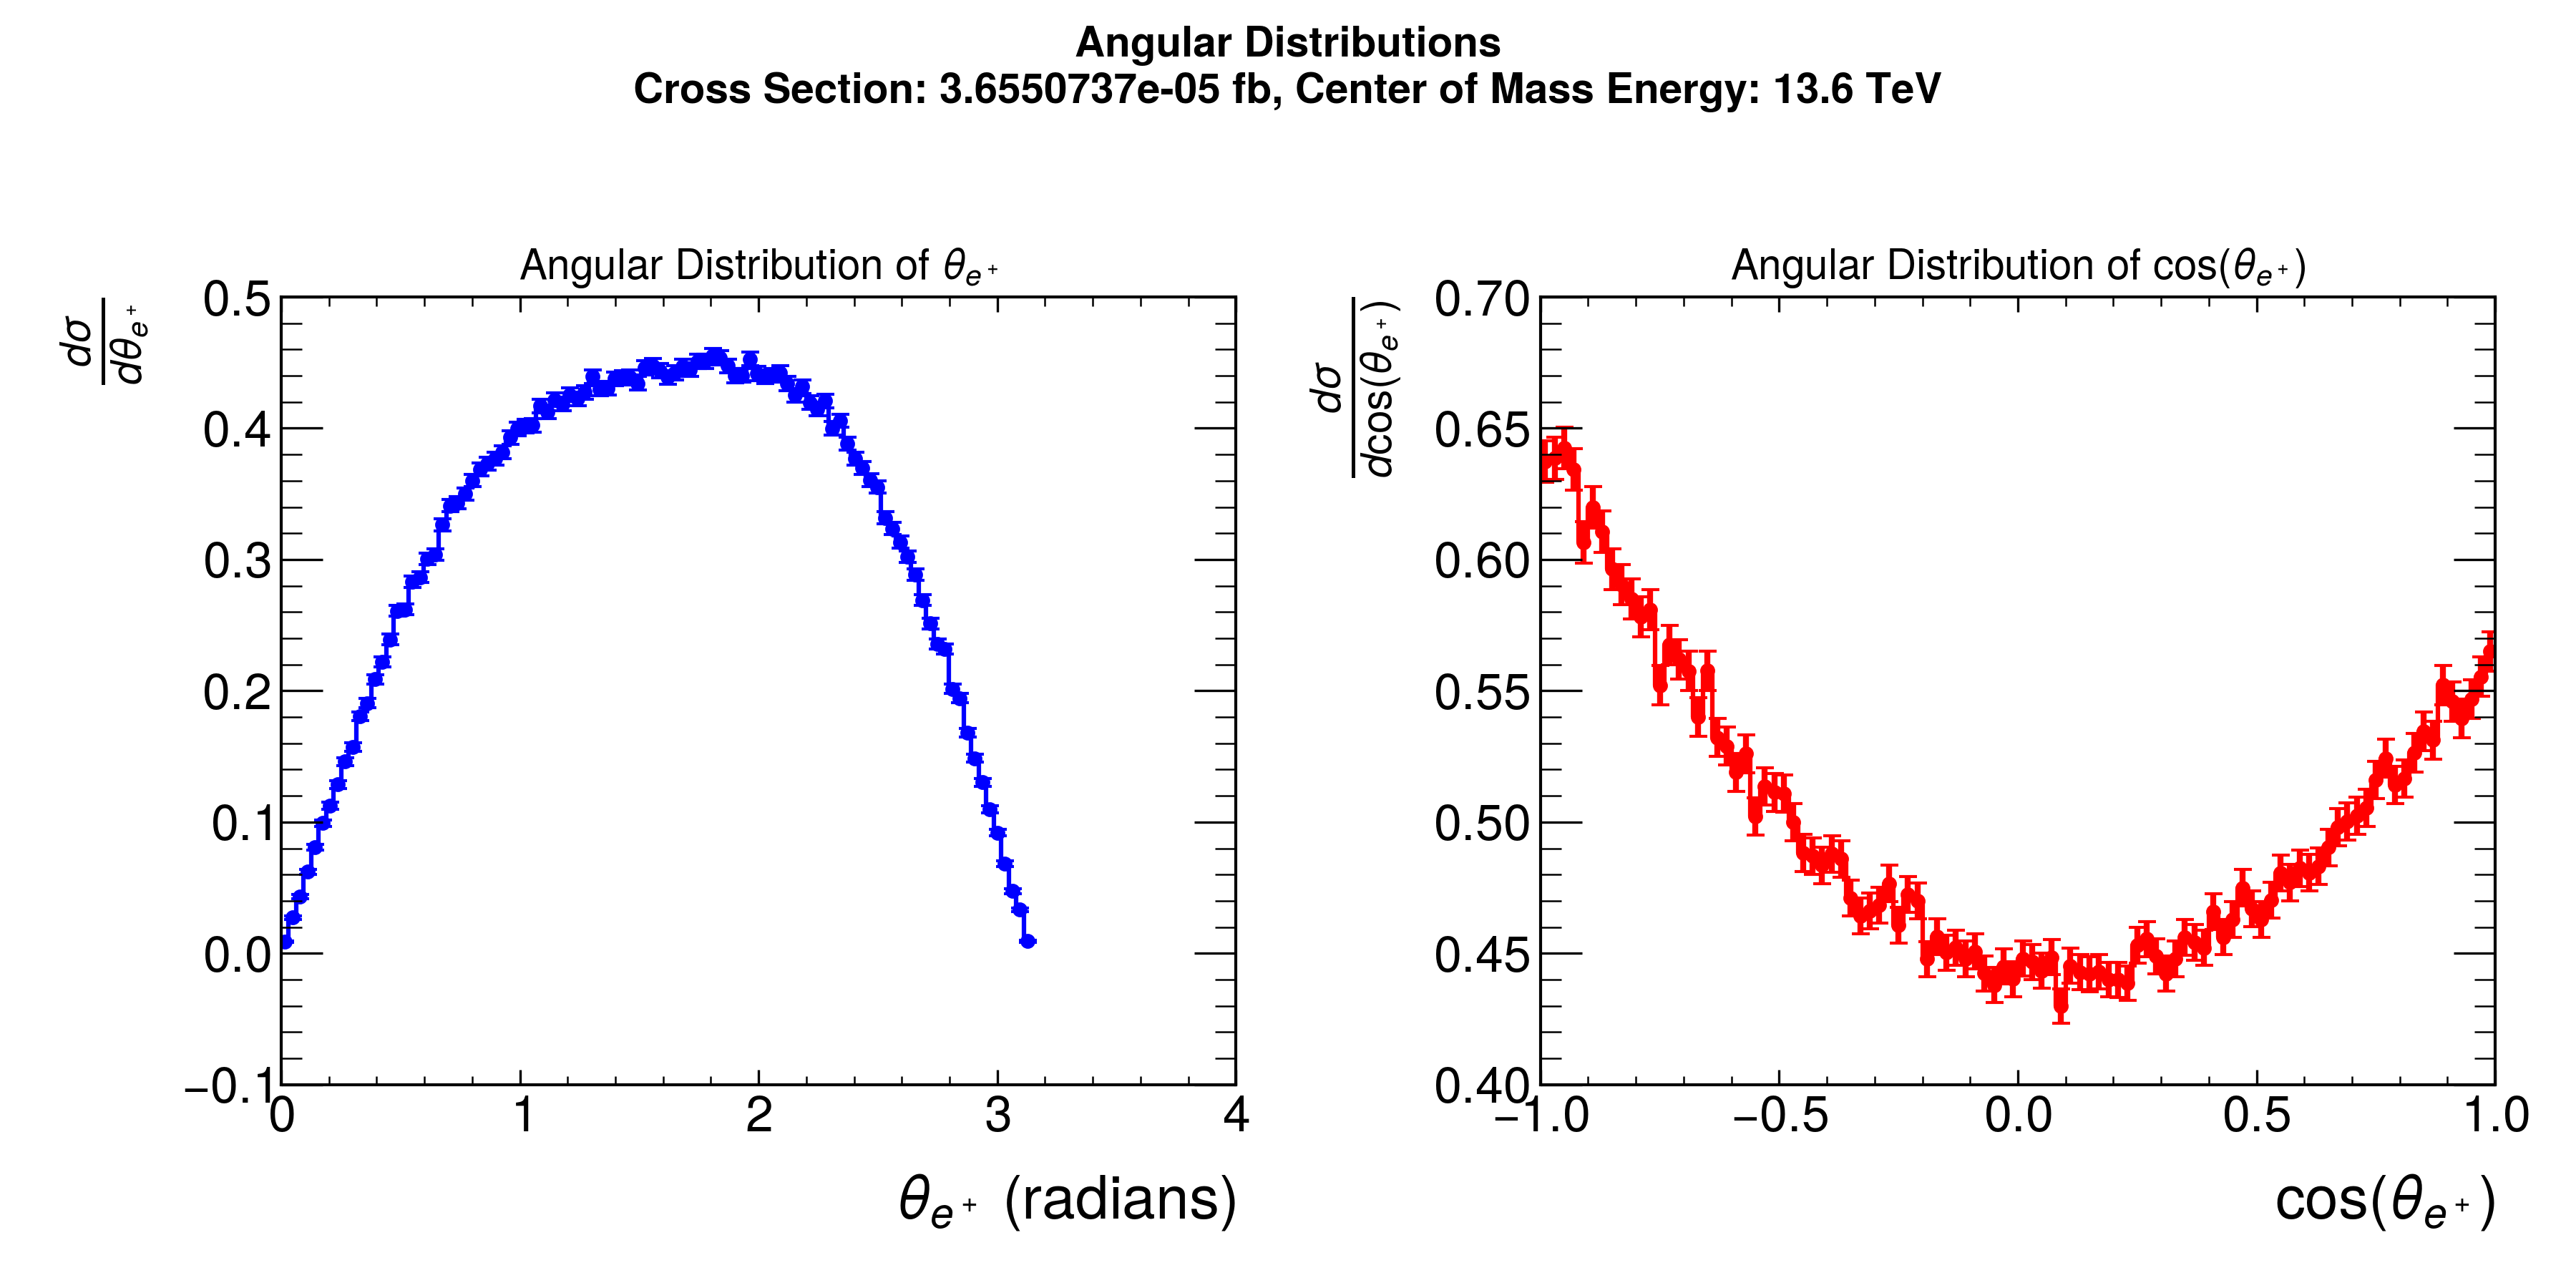 Angular Distributions
Cross Section: 3.6550737e-05 fb, Center of Mass Energy: 13.6 TeV
Angular Distribution of θe+
dσ
dθe+
0.5
0.4
0.3
0.2
0.1
0.0
−0.1
0 1 2 3 4
θe+ (radians)
Angular Distribution of cos(θe+)
dσ
dcos(θe+)
0.70
0.65
0.60
0.55
0.50
0.45
0.40
−1.0 −0.5 0.0 0.5 1.0
cos(θe+)